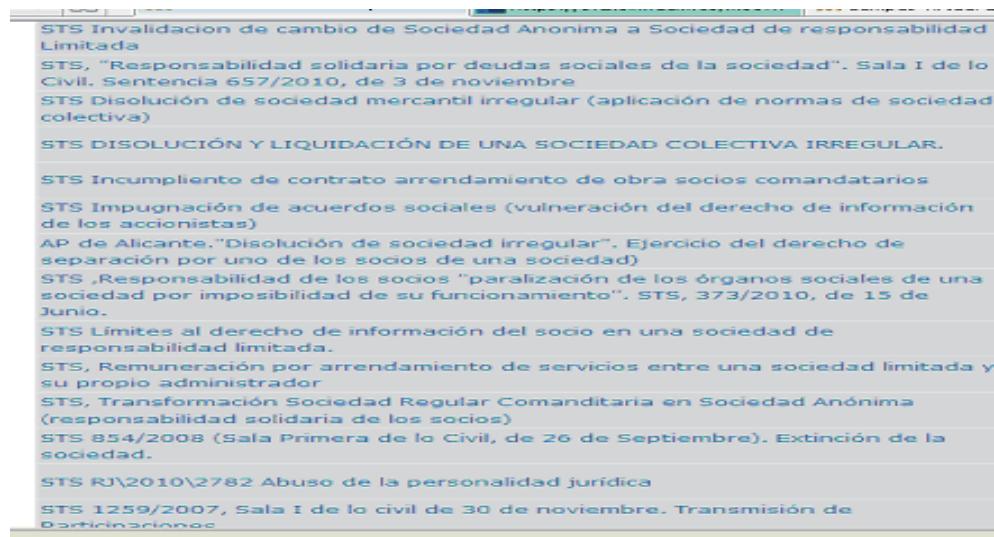 STS Invalidacion de cambio de Sociedad Anonima a Sociedad de responsabilidad
Limitada
STS, "Responsabilidad solidaria por deudas sociales de la sociedad". Sala I de lo
Civil. Sentencia 657/2010, de 3 de noviembre
STS Disolución de sociedad mercantil irregular (aplicación de normas de sociedad
colectiva)
STS DISOLUCIÓN Y LIQUIDACIÓN DE UNA SOCIEDAD COLECTIVA IRREGULAR.
STS Incumpliento de contrato arrendamiento de obra socios comandatarios
STS Impugnación de acuerdos sociales (vulneración del derecho de información
de los accionistas)
AP de Alicante."Disolución de sociedad irregular". Ejercicio del derecho de
separación por uno de los socios de una sociedad)
STS ,Responsabilidad de los socios "paralización de los órganos sociales de una
sociedad por imposibilidad de su funcionamiento". STS, 373/2010, de 15 de
Junio.
STS Límites al derecho de información del socio en una sociedad de
responsabilidad limitada.
STS, Remuneración por arrendamiento de servicios entre una sociedad limitada y
su propio administrador
STS, Transformación Sociedad Regular Comanditaria en Sociedad Anónima
(responsabilidad solidaria de los socios)
STS 854/2008 (Sala Primera de lo Civil, de 26 de Septiembre). Extinción de la
sociedad.
STS RJ\2010\2782 Abuso de la personalidad jurídica
STS 1259/2007, Sala I de lo civil de 30 de noviembre. Transmisión de
Participaciones